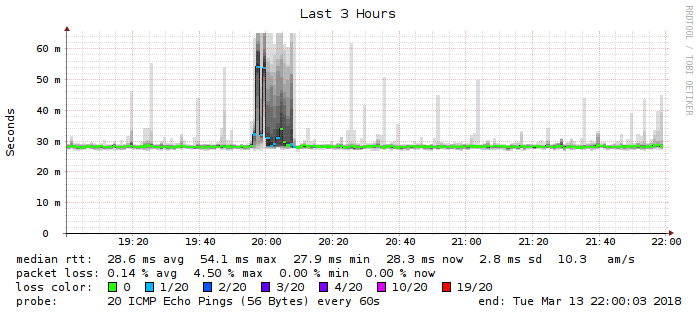 Last 3 Hours
RRDTOOL / TOBI OETIKER
Seconds
60 m
50 m
40 m
30 m
20 m
10 m
0
19:20 19:40 20:00 20:20 20:40 21:00 21:20 21:40 22:00
median rtt: 28.6 ms avg 54.1 ms max 27.9 ms min 28.3 ms now 2.8 ms sd 10.3 am/s
packet loss: 0.14 % avg 4.50 % max 0.00 % min 0.00 % now
loss color: 0 1/20 2/20 3/20 4/20 10/20 19/20
probe: 20 ICMP Echo Pings (56 Bytes) every 60s end: Tue Mar 13 22:00:03 2018